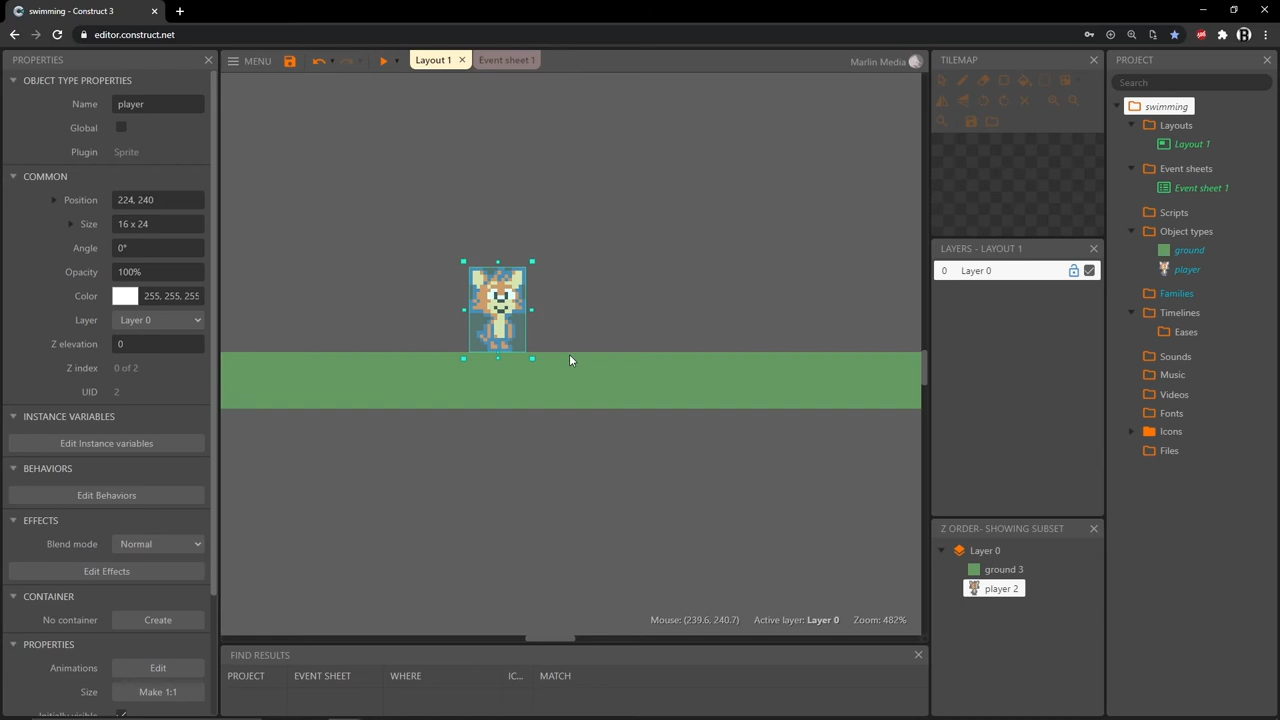 swimming - Construct 3
editor.construct.net
PROPERTIES
OBJECT TYPE PROPERTIES
Name player
Global
Plugin Sprite
COMMON
Position 224, 240
Size 16 x 24
Angle 0°
Opacity 100%
Color 255, 255, 255
Layer Layer 0
Z elevation 0
Z index 0 of 2
UID 2
INSTANCE VARIABLES
Edit Instance variables
BEHAVIORS
Edit Behaviors
EFFECTS
Blend mode Normal
Edit Effects
CONTAINER
No container Create
PROPERTIES
Animations Edit
Size Make 1:1
Initially visible
MENU
Layout 1
Event sheet 1
Marlin Media
Mouse: (239.6, 240.7) Active layer: Layer 0 Zoom: 482%
FIND RESULTS
PROJECT EVENT SHEET WHERE IC... MATCH
TILEMAP
LAYERS - LAYOUT 1
0 Layer 0
Z ORDER- SHOWING SUBSET
Layer 0
ground 3
player 2
PROJECT
Search
swimming
Layouts
Layout 1
Event sheets
Event sheet 1
Scripts
Object types
ground
player
Families
Timelines
Eases
Sounds
Music
Videos
Fonts
Icons
Files